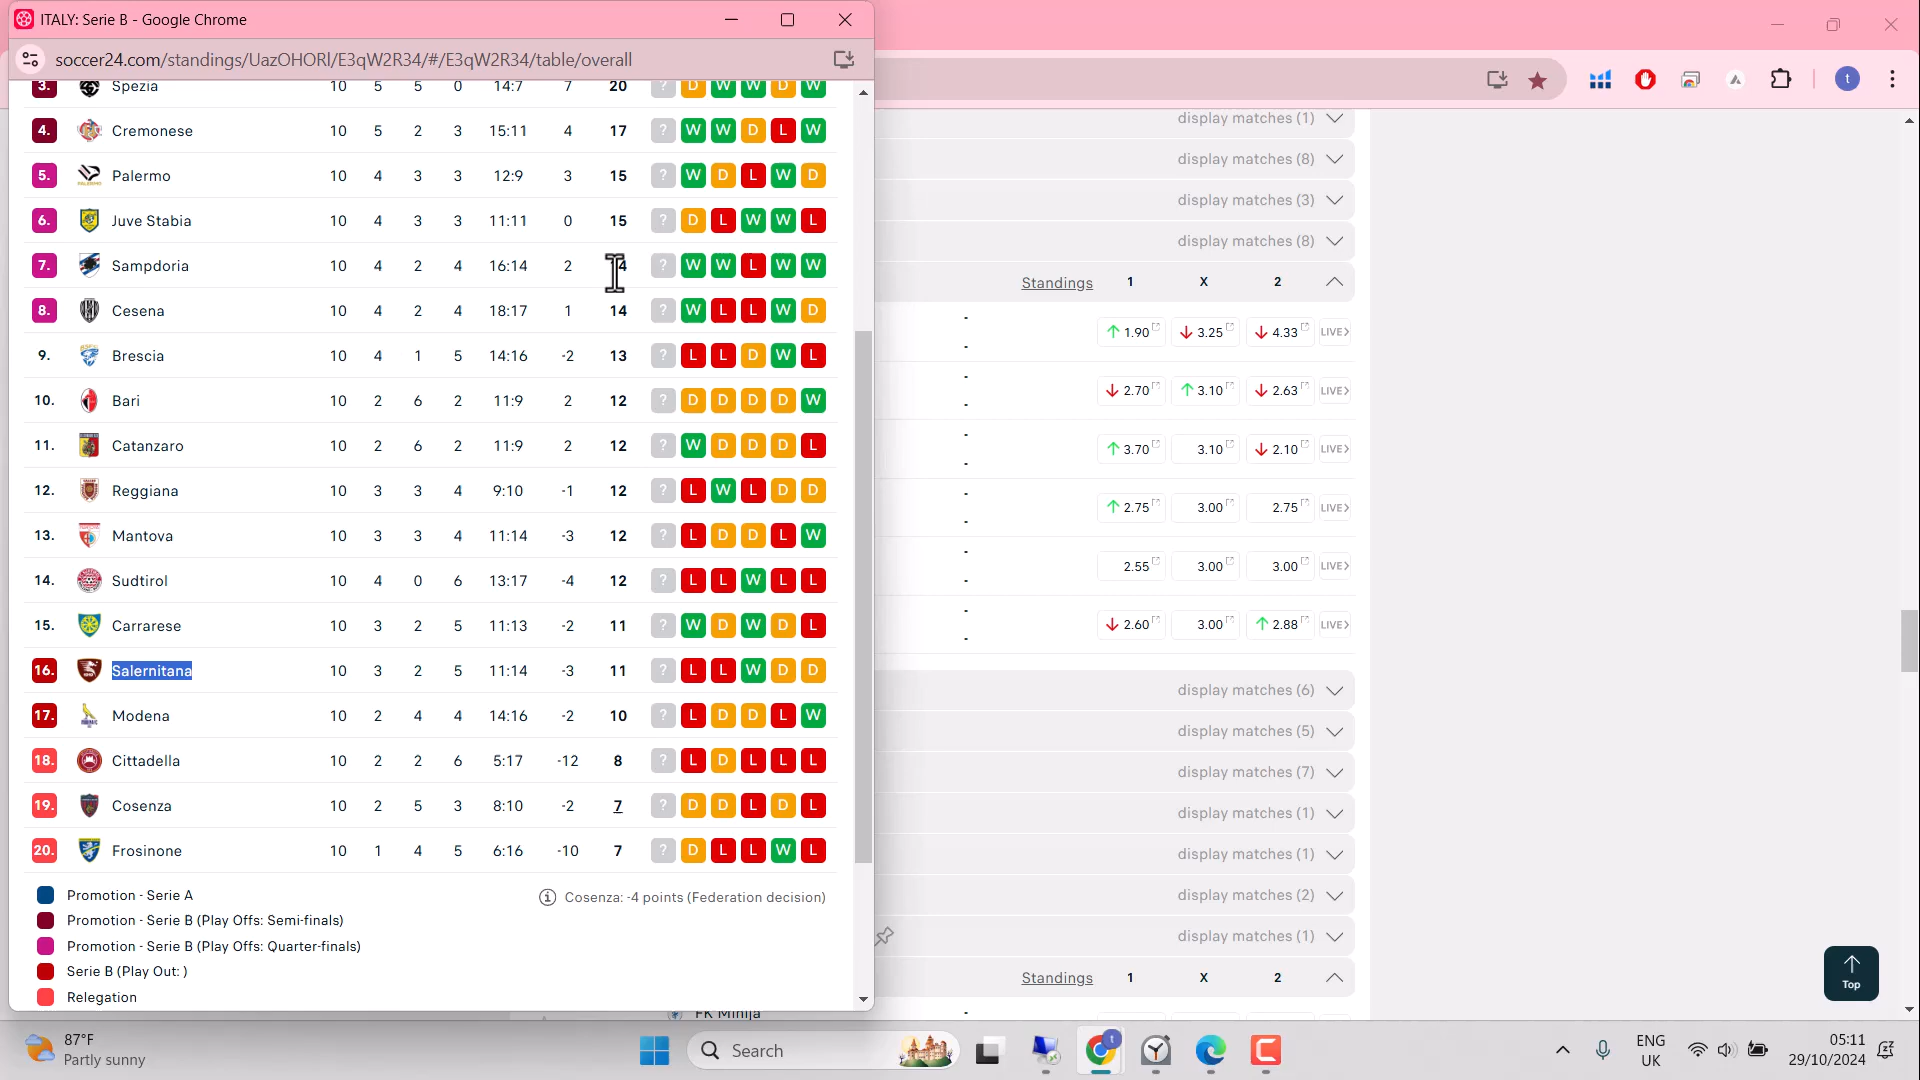 ITALY: Serie B - Google Chrome
soccer24.com/standings/UazOHORl/E3qW2R34/#/E3qW2R34/table/overall
3. Spezia 10 5 5 0 14:7 7 20 ? D W W D W
4. Cremonese 10 5 2 3 15:11 4 17 ? W W D L W
5. Palermo 10 4 3 3 12:9 3 15 ? W D L W D
6. Juve Stabia 10 4 3 3 11:11 0 15 ? D L W W L
7. Sampdoria 10 4 2 4 16:14 2 4 ? W W L W W
8. Cesena 10 4 2 4 18:17 1 14 ? W L L W D
9. Brescia 10 4 1 5 14:16 -2 13 ? L L D W L
10. Bari 10 2 6 2 11:9 2 12 ? D D D D W
11. Catanzaro 10 2 6 2 11:9 2 12 ? W D D D L
12. Reggiana 10 3 3 4 9:10 -1 12 ? L W L D D
13. Mantova 10 3 3 4 11:14 -3 12 ? L D D L W
14. Sudtirol 10 4 0 6 13:17 -4 12 ? L L W L L
15. Carrarese 10 3 2 5 11:13 -2 11 ? W D W D L
16. Salernitana 10 3 2 5 11:14 -3 11 ? L L W D D
17. Modena 10 2 4 4 14:16 -2 10 ? L D D L W
18. Cittadella 10 2 2 6 5:17 -12 8 ? L D L L L
19. Cosenza 10 2 5 3 8:10 -2 7 ? D D L D L
20. Frosinone 10 1 4 5 6:16 -10 7 ? D L L W L
Promotion - Serie A
Cosenza: -4 points (Federation decision)
Promotion - Serie B (Play Offs: Semi-finals)
Promotion - Serie B (Play Offs: Quarter-finals)
Serie B (Play Out: )
Relegation
t
display matches (1)
display matches (8)
display matches (3)
display matches (8)
Standings 1 X 2
- - 1.90 3.25 4.33 LIVE
- - 2.70 3.10 2.63 LIVE
- - 3.70 3.10 2.10 LIVE
- - 2.75 3.00 2.75 LIVE
- - 2.55 3.00 3.00 LIVE
- - 2.60 3.00 2.88 LIVE
display matches (6)
display matches (5)
display matches (7)
display matches (1)
display matches (1)
display matches (2)
display matches (1)
Standings 1 X 2
FK Minija
-
Top
87°F
Partly sunny
Search
ENG
UK
05:11
29/10/2024